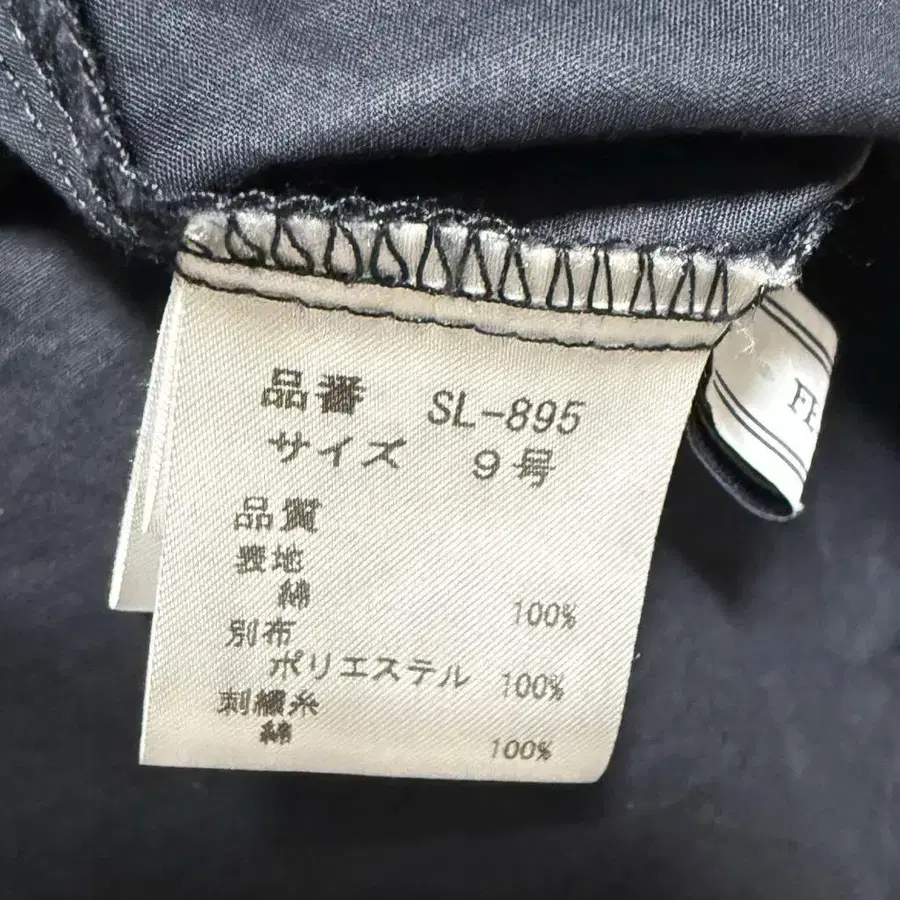 品番 SL-895
サイズ 9号
品質
表地
綿 100%
別布
ポリエステル 100%
刺繍糸
綿 100%